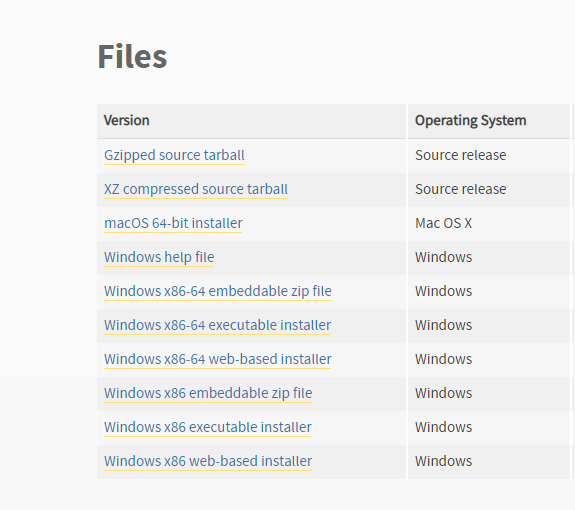 Files
Version Operating System
Gzipped source tarball Source release
XZ compressed source tarball Source release
macOS 64-bit installer Mac OS X
Windows help file Windows
Windows x86-64 embeddable zip file Windows
Windows x86-64 executable installer Windows
Windows x86-64 web-based installer Windows
Windows x86 embeddable zip file Windows
Windows x86 executable installer Windows
Windows x86 web-based installer Windows